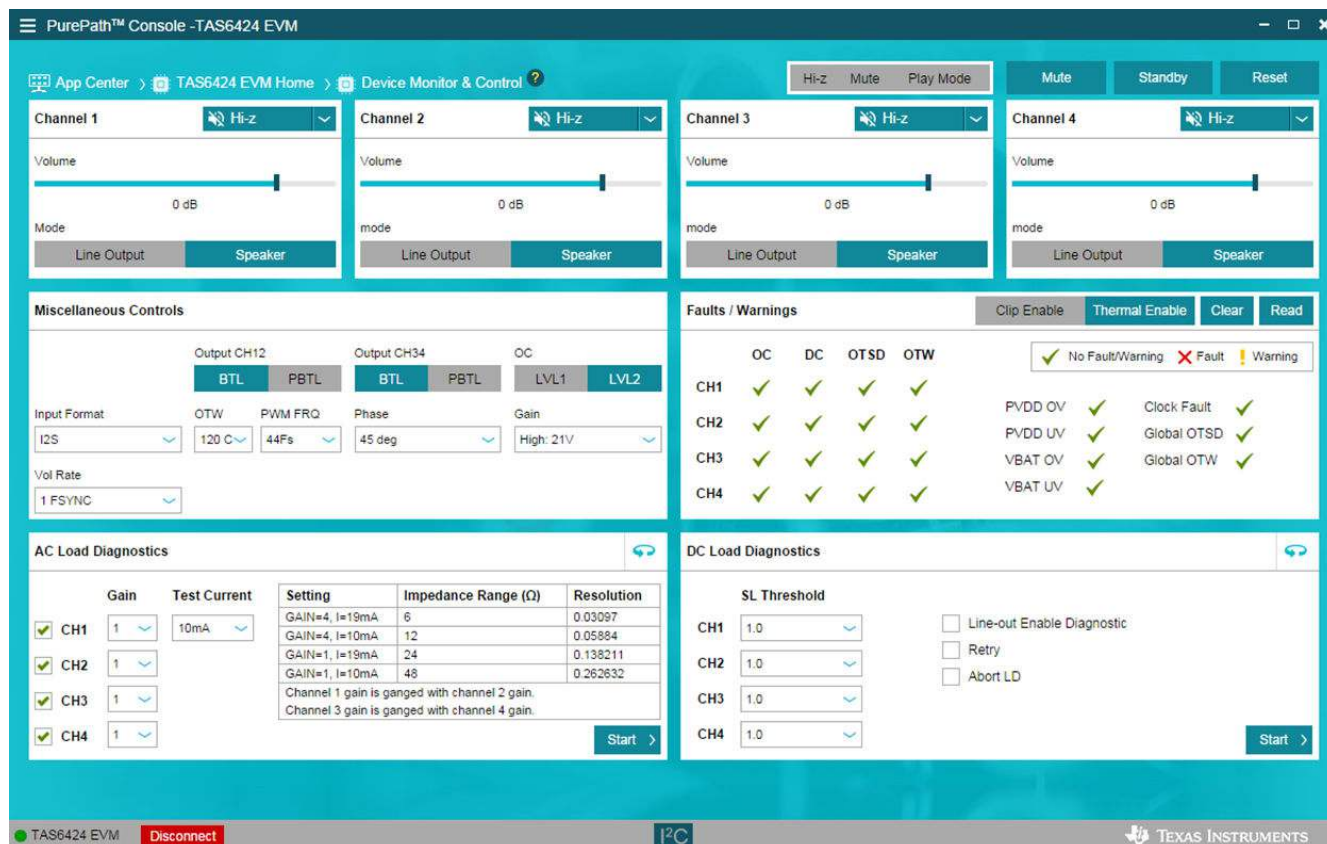 PurePath™ Console -TAS6424 EVM
App Center > TAS6424 EVM Home > Device Monitor & Control ?
Hi-z Mute Play Mode
Mute Standby Reset
Channel 1 Hi-z
Volume
0 dB
Mode
Line Output Speaker
Channel 2 Hi-z
Volume
0 dB
mode
Line Output Speaker
Channel 3 Hi-z
Volume
0 dB
mode
Line Output Speaker
Channel 4 Hi-z
Volume
0 dB
mode
Line Output Speaker
Miscellaneous Controls
Output CH12 Output CH34 OC
BTL PBTL BTL PBTL LVL1 LVL2
Input Format OTW PWM FRQ Phase Gain
I2S 120 C 44Fs 45 deg High: 21V
Vol Rate
1 FSYNC
Faults / Warnings Clip Enable Thermal Enable Clear Read
OC DC OTSD OTW
No Fault/Warning Fault Warning
CH1
CH2
CH3
CH4
PVDD OV Clock Fault
PVDD UV Global OTSD
VBAT OV Global OTW
VBAT UV
AC Load Diagnostics
Gain Test Current
CH1 1 10mA
CH2 1
CH3 1
CH4 1
Setting Impedance Range (Ω) Resolution
GAIN=4, I=19mA 6 0.03097
GAIN=4, I=10mA 12 0.05884
GAIN=1, I=19mA 24 0.138211
GAIN=1, I=10mA 48 0.262632
Channel 1 gain is ganged with channel 2 gain.
Channel 3 gain is ganged with channel 4 gain.
Start >
DC Load Diagnostics
SL Threshold
CH1 1.0
CH2 1.0
CH3 1.0
CH4 1.0
Line-out Enable Diagnostic
Retry
Abort LD
Start >
TAS6424 EVM Disconnect I²C TEXAS INSTRUMENTS